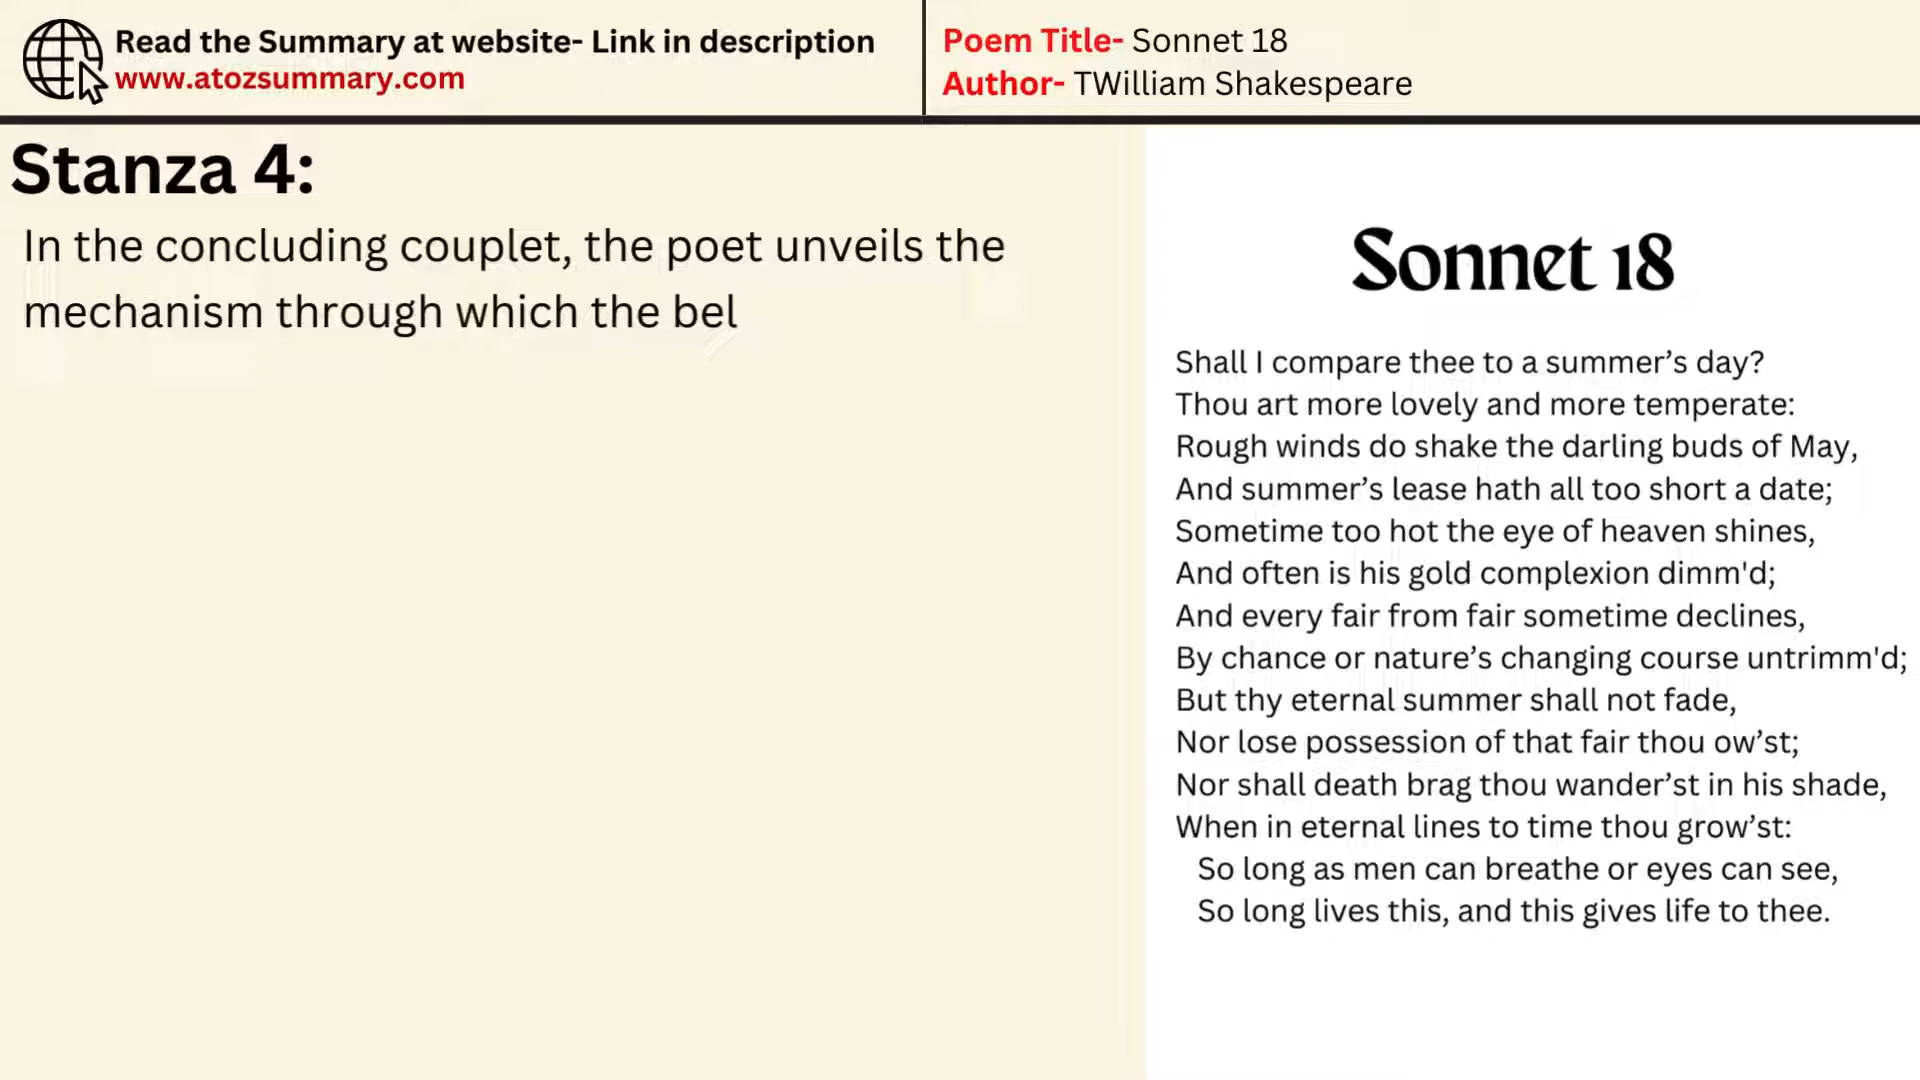 Read the Summary at website- Link in description
www.atozsummary.com
Poem Title- Sonnet 18
Author- TWilliam Shakespeare
Stanza 4:
In the concluding couplet, the poet unveils the
mechanism through which the bel
Sonnet 18
Shall I compare thee to a summer’s day?
Thou art more lovely and more temperate:
Rough winds do shake the darling buds of May,
And summer’s lease hath all too short a date;
Sometime too hot the eye of heaven shines,
And often is his gold complexion dimm'd;
And every fair from fair sometime declines,
By chance or nature’s changing course untrimm'd;
But thy eternal summer shall not fade,
Nor lose possession of that fair thou ow’st;
Nor shall death brag thou wander’st in his shade,
When in eternal lines to time thou grow’st:
So long as men can breathe or eyes can see,
So long lives this, and this gives life to thee.